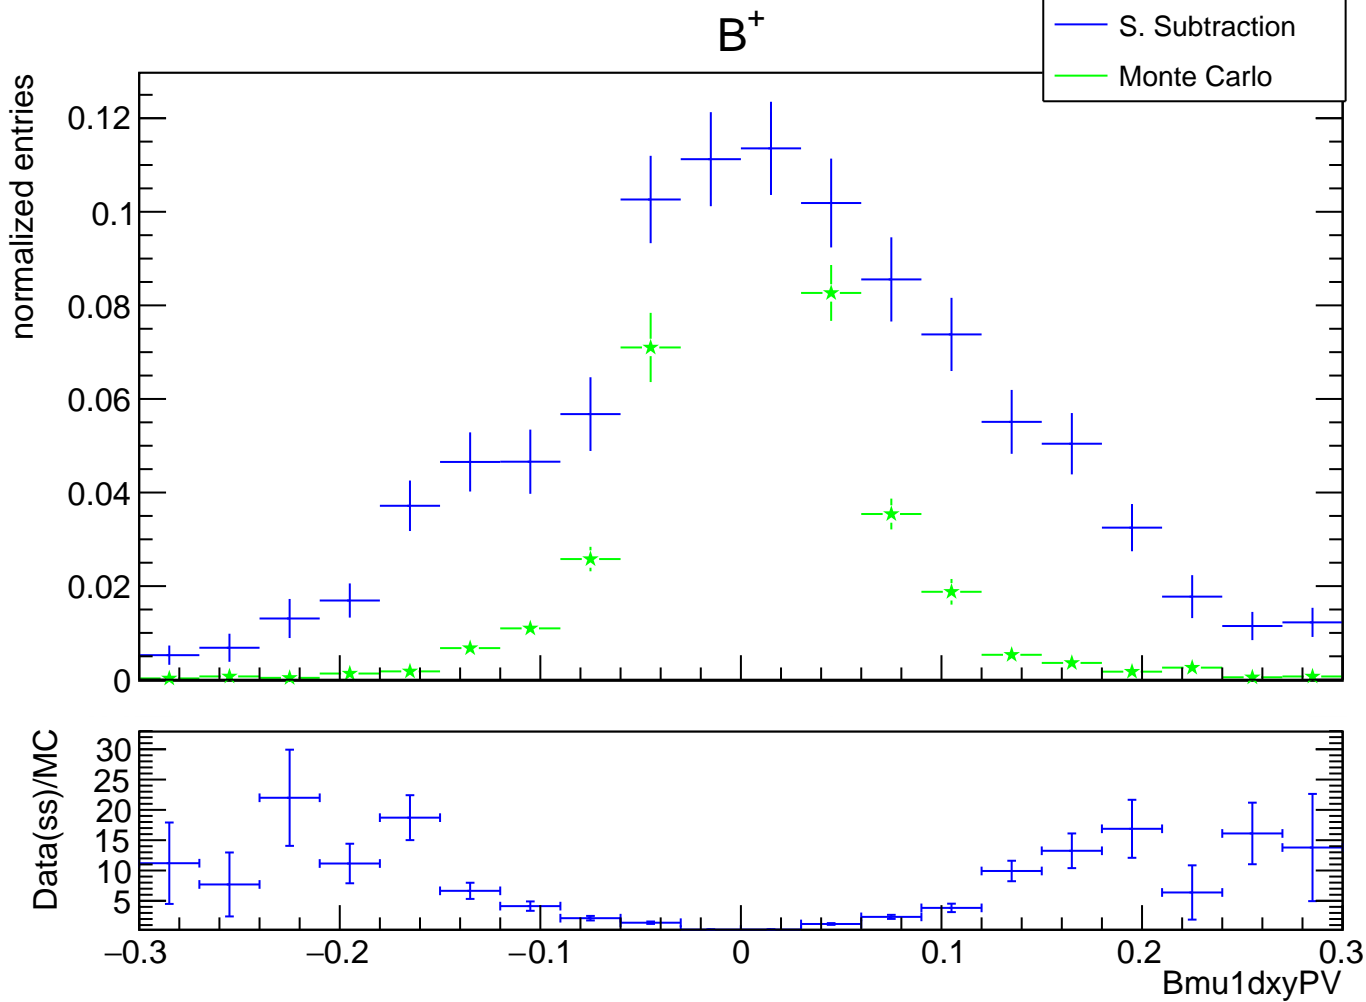 B+
S. Subtraction
Monte Carlo
normalized entries
0.12
0.1
0.08
0.06
0.04
0.02
0
Data(ss)/MC
30
25
20
15
10
5
−0.3 −0.2 −0.1 0 0.1 0.2 0.3
Bmu1dxyPV